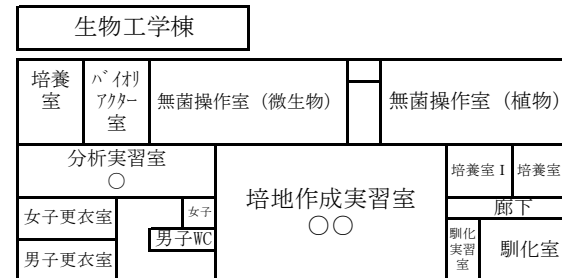 生物工学棟
培養
室
バイオリ
アクター
室
無菌操作室（微生物）
無菌操作室（植物）
分析実習室
○
培地作成実習室
○○
培養室Ⅰ
培養室
廊下
女子更衣室
女子
男子WC
男子更衣室
馴化
実習
室
馴化室